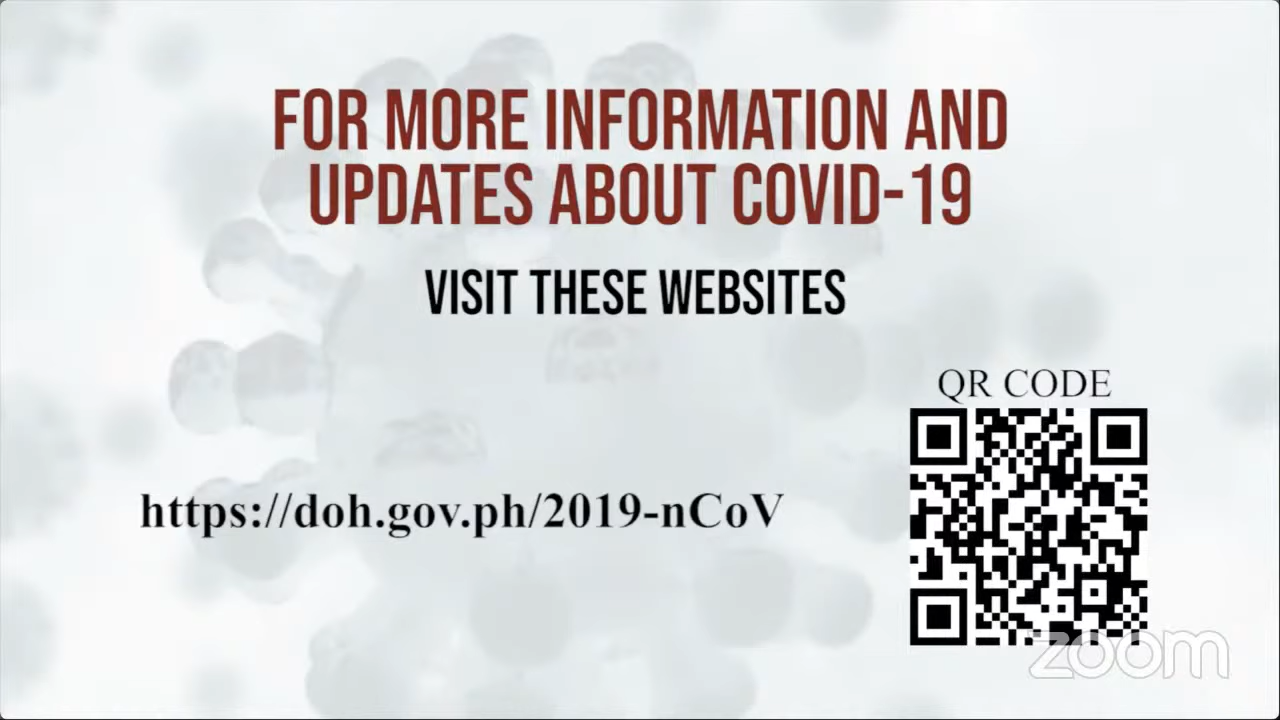 FOR MORE INFORMATION AND
UPDATES ABOUT COVID-19
VISIT THESE WEBSITES
QR CODE
https://doh.gov.ph/2019-nCoV
zoom